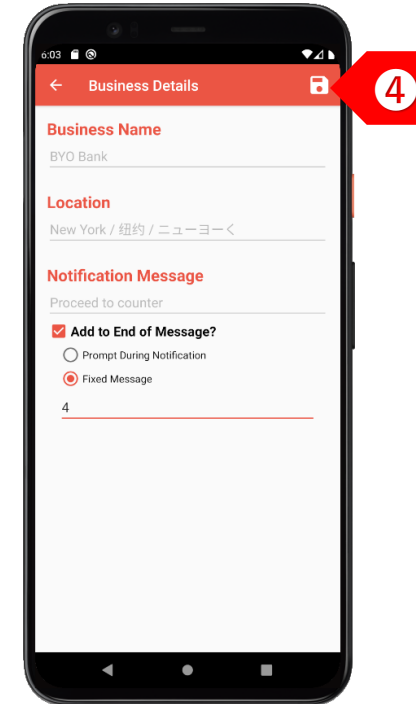 6:03
Business Details
4
Business Name
BYO Bank
Location
New York / 纽约 / ニューヨーく
Notification Message
Proceed to counter
Add to End of Message?
Prompt During Notification
Fixed Message
4